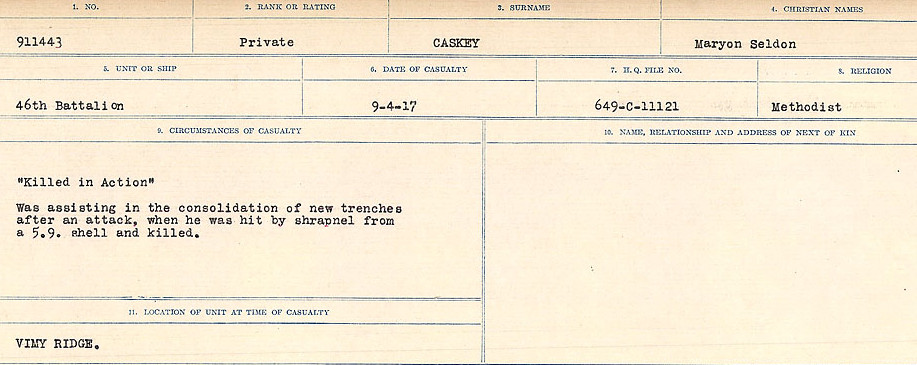 1. NO. 2. RANK OR RATING 3. SURNAME 4. CHRISTIAN NAMES
911443 Private CASKEY Maryon Seldon
5. UNIT OR SHIP 6. DATE OF CASUALTY 7. H.Q. FILE NO. 8. RELIGION
46th Battalion 9-4-17 649-C-11121 Methodist
9. CIRCUMSTANCES OF CASUALTY
"Killed in Action"
Was assisting in the consolidation of new trenches
after an attack, when he was hit by shrapnel from
a 5.9. shell and killed.
10. NAME, RELATIONSHIP AND ADDRESS OF NEXT OF KIN
11. LOCATION OF UNIT AT TIME OF CASUALTY
VIMY RIDGE.